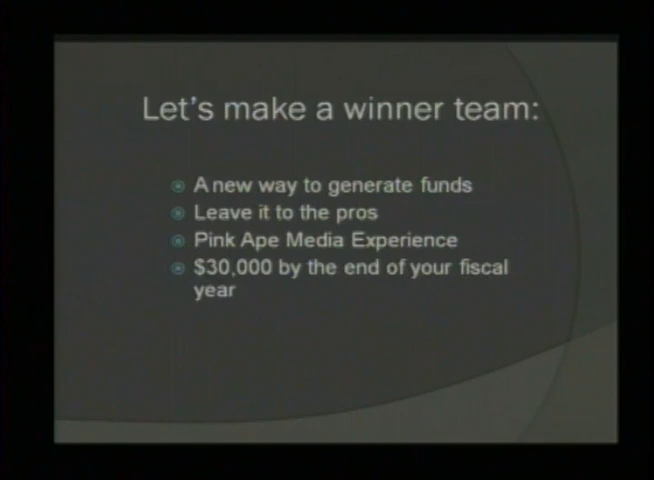 Let's make a winner team:
A new way to generate funds
Leave it to the pros
Pink Ape Media Experience
$30,000 by the end of your fiscal
year